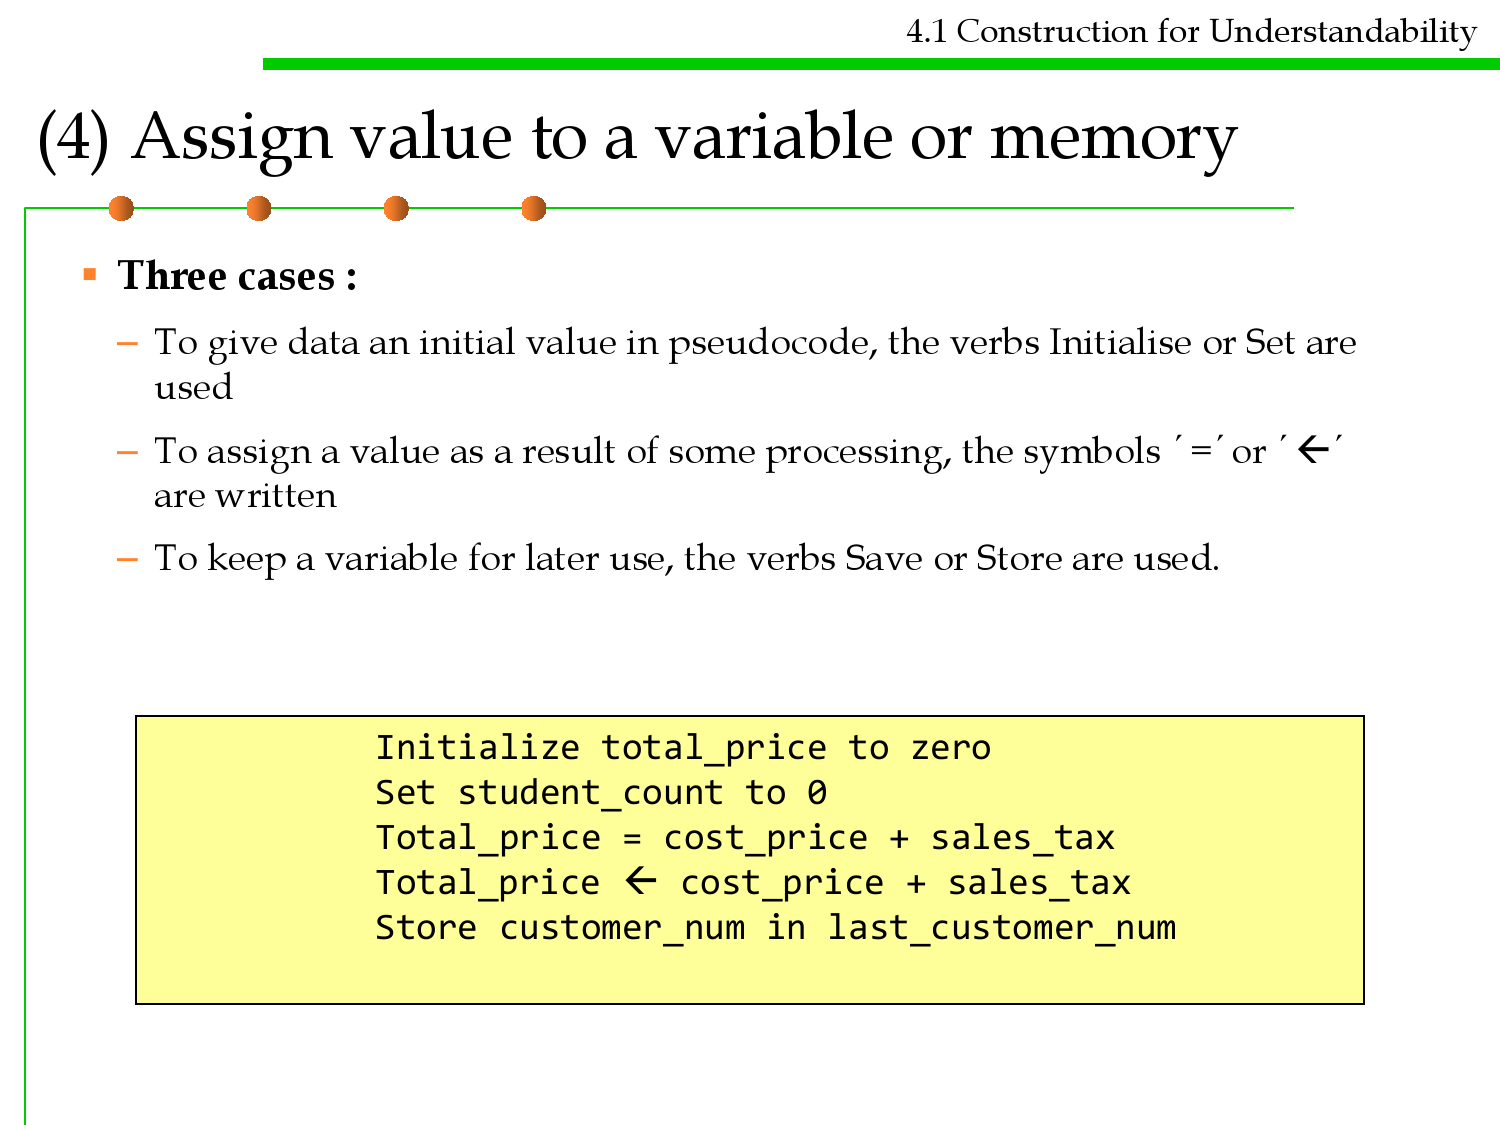 4.1 Construction for Understandability
(4) Assign value to a variable or memory
▪ Three cases :
– To give data an initial value in pseudocode, the verbs Initialise or Set are
used
– To assign a value as a result of some processing, the symbols ´=´ or ´←´
are written
– To keep a variable for later use, the verbs Save or Store are used.
Initialize total_price to zero
Set student_count to 0
Total_price = cost_price + sales_tax
Total_price ← cost_price + sales_tax
Store customer_num in last_customer_num